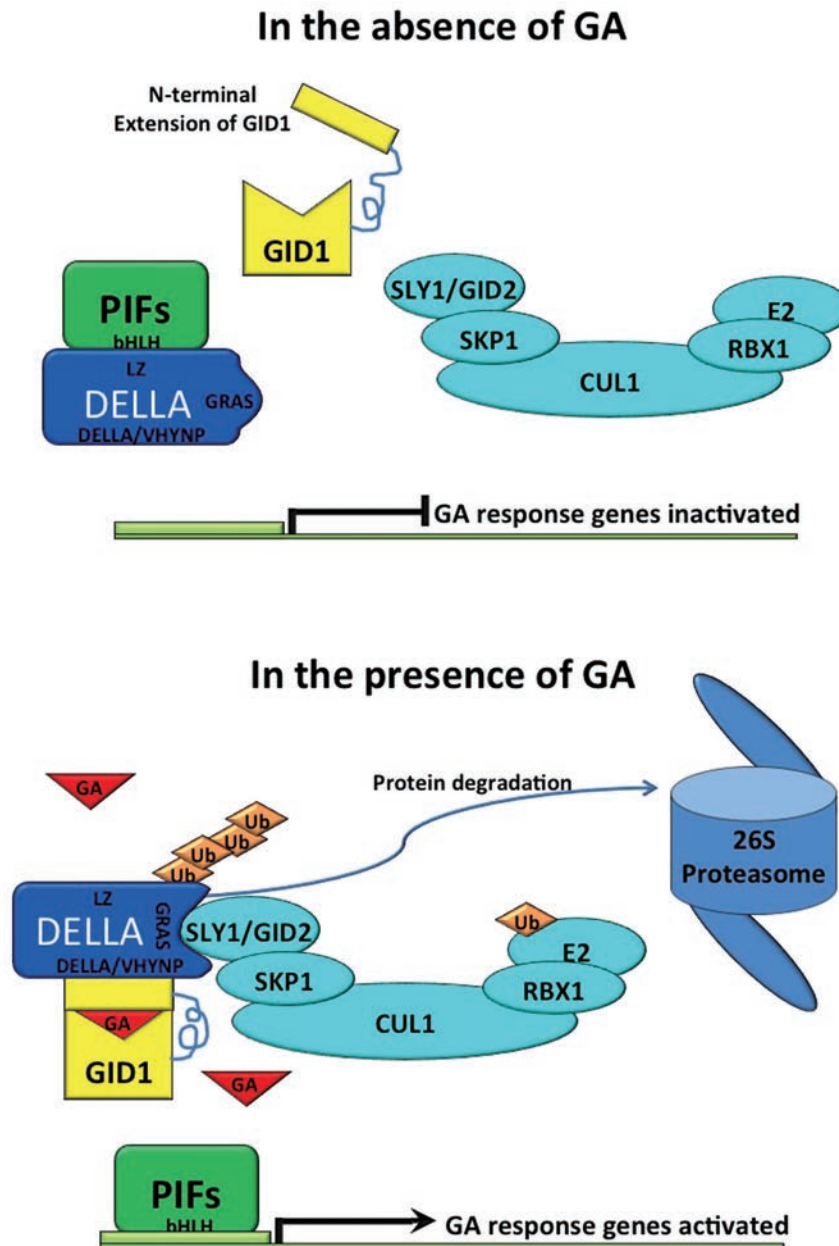 In the absence of GA
N-terminal
Extension of GID1
GID1
PIFs
bHLH
LZ
DELLA
GRAS
DELLA/VHYNP
SLY1/GID2
SKP1
CUL1
E2
RBX1
GA response genes inactivated
In the presence of GA
GA
Protein degradation
26S
Proteasome
Ub
Ub
Ub
Ub
LZ
DELLA
GRAS
DELLA/VHYNP
SLY1/GID2
SKP1
CUL1
Ub
E2
RBX1
GA
GID1
GA
PIFs
bHLH
GA response genes activated